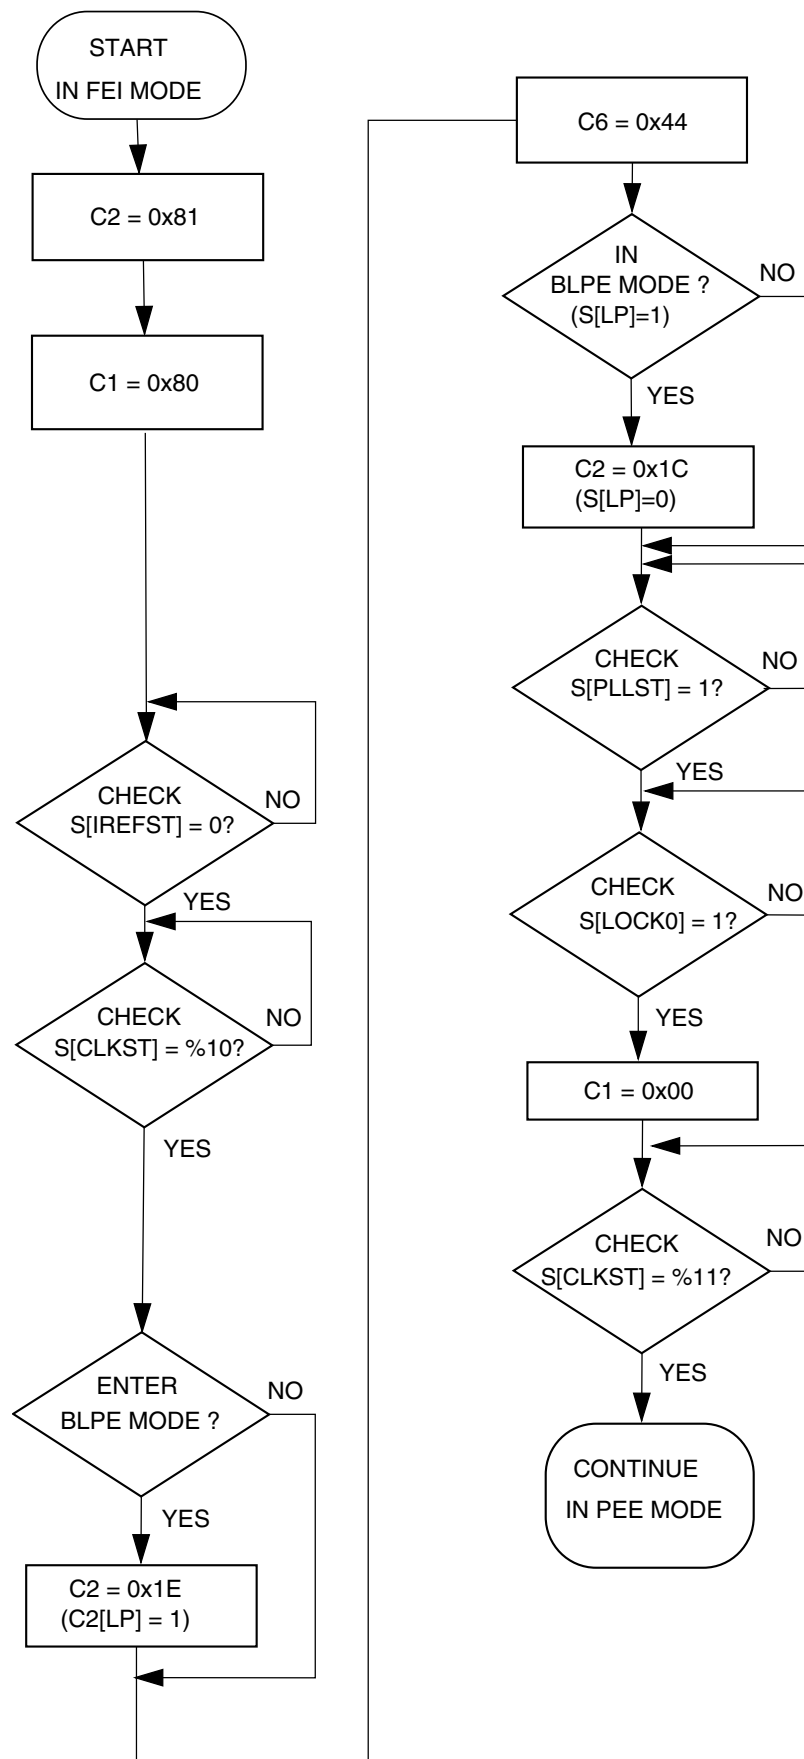 START
IN FEI MODE
C2 = 0x81
C1 = 0x80
CHECK
S[IREFST] = 0?
NO
YES
CHECK
S[CLKST] = %10?
NO
YES
ENTER
BLPE MODE ?
NO
YES
C2 = 0x1E
(C2[LP] = 1)
C6 = 0x44
IN
BLPE MODE ?
(S[LP]=1)
NO
YES
C2 = 0x1C
(S[LP]=0)
CHECK
S[PLLST] = 1?
NO
YES
CHECK
S[LOCK0] = 1?
NO
YES
C1 = 0x00
CHECK
S[CLKST] = %11?
NO
YES
CONTINUE
IN PEE MODE